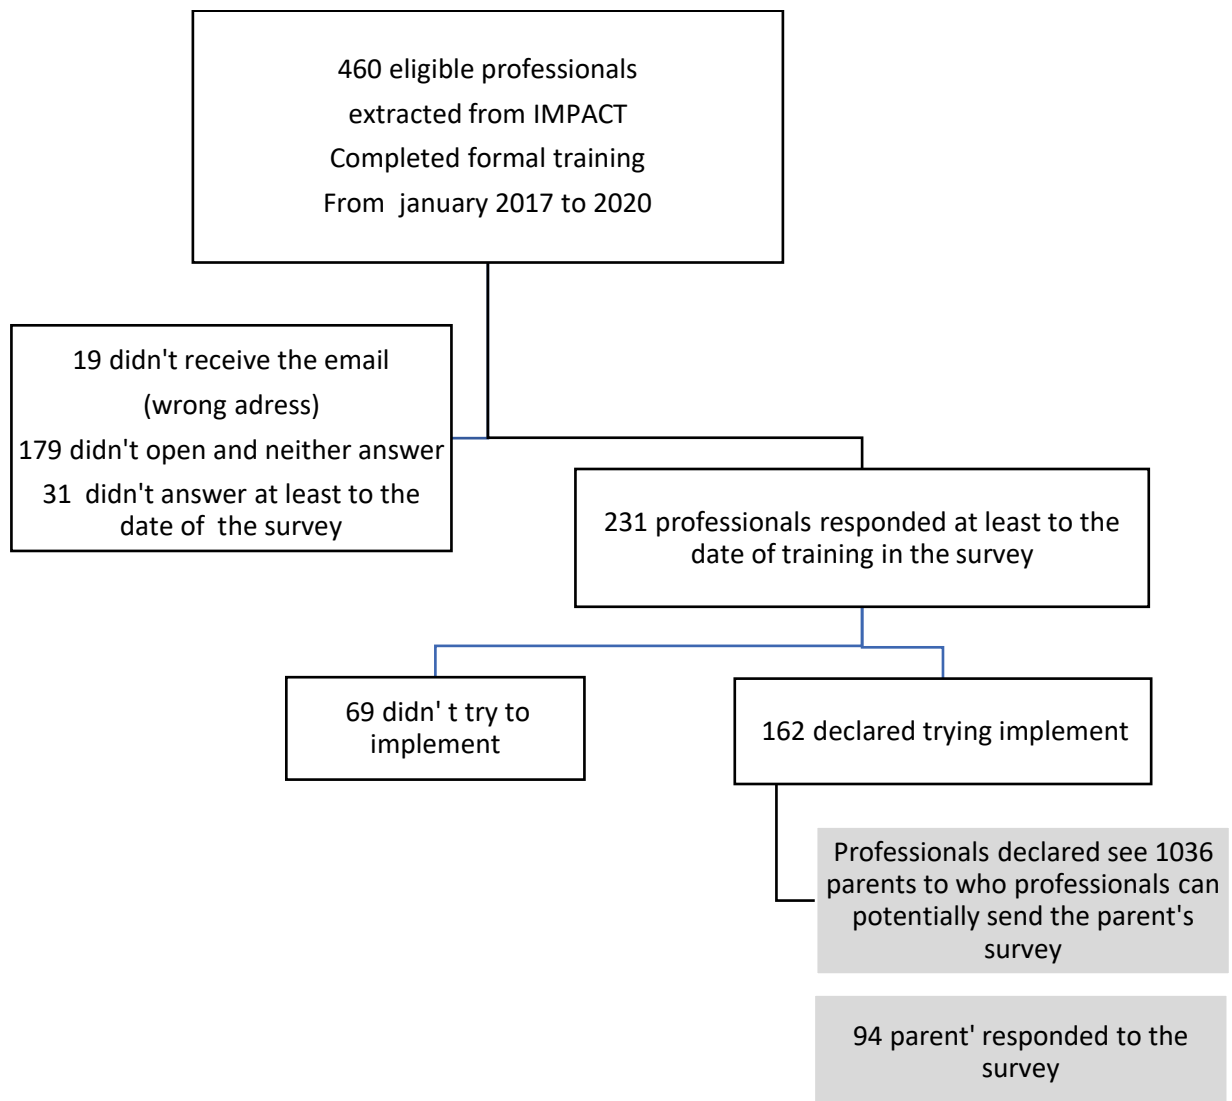 460 eligible professionals
extracted from IMPACT
Completed formal training
From  january 2017 to 2020
19 didn't receive the email
(wrong adress)
179 didn't open and neither answer
31  didn't answer at least to the
date of  the survey
231 professionals responded at least to the
date of training in the survey
69 didn' t try to
implement
162 declared trying implement
Professionals declared see 1036
parents to who professionals can
potentially send the parent's
survey
94 parent' responded to the
survey